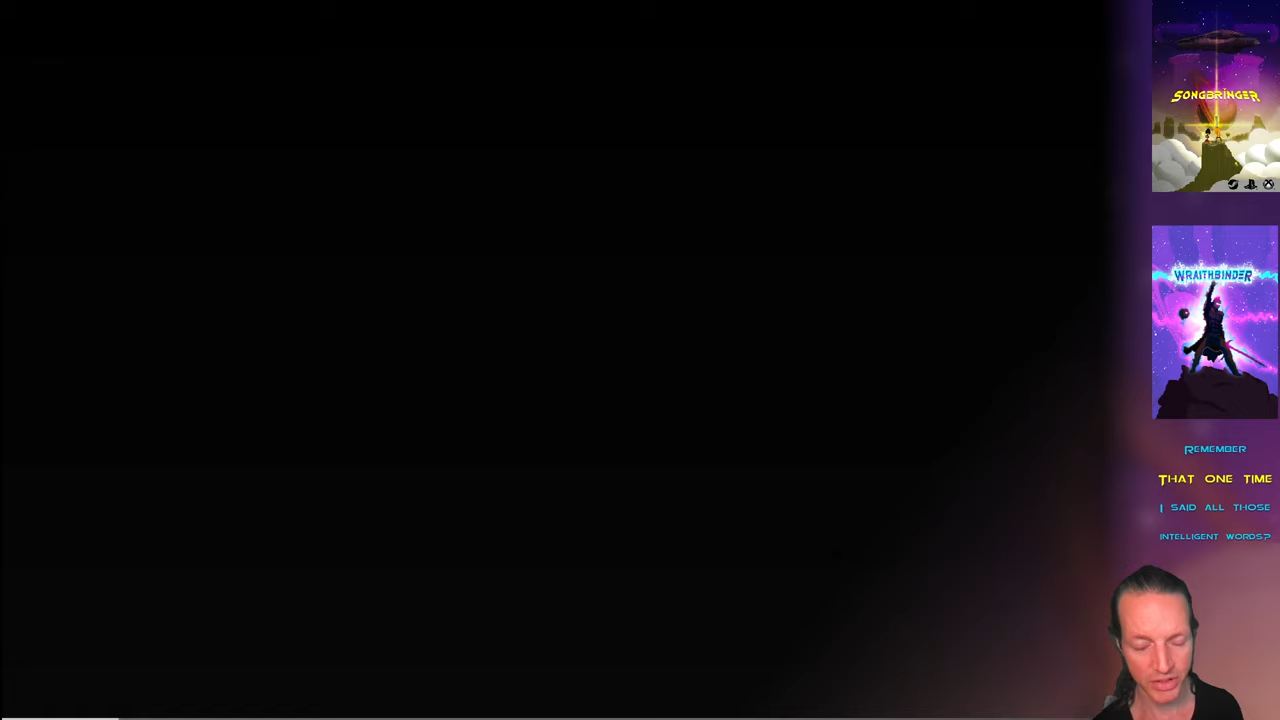 SONGBRINGER
WRAITHBINDER
REMEMBER
THAT ONE TIME
I SAID ALL THOSE
INTELLIGENT WORDS?